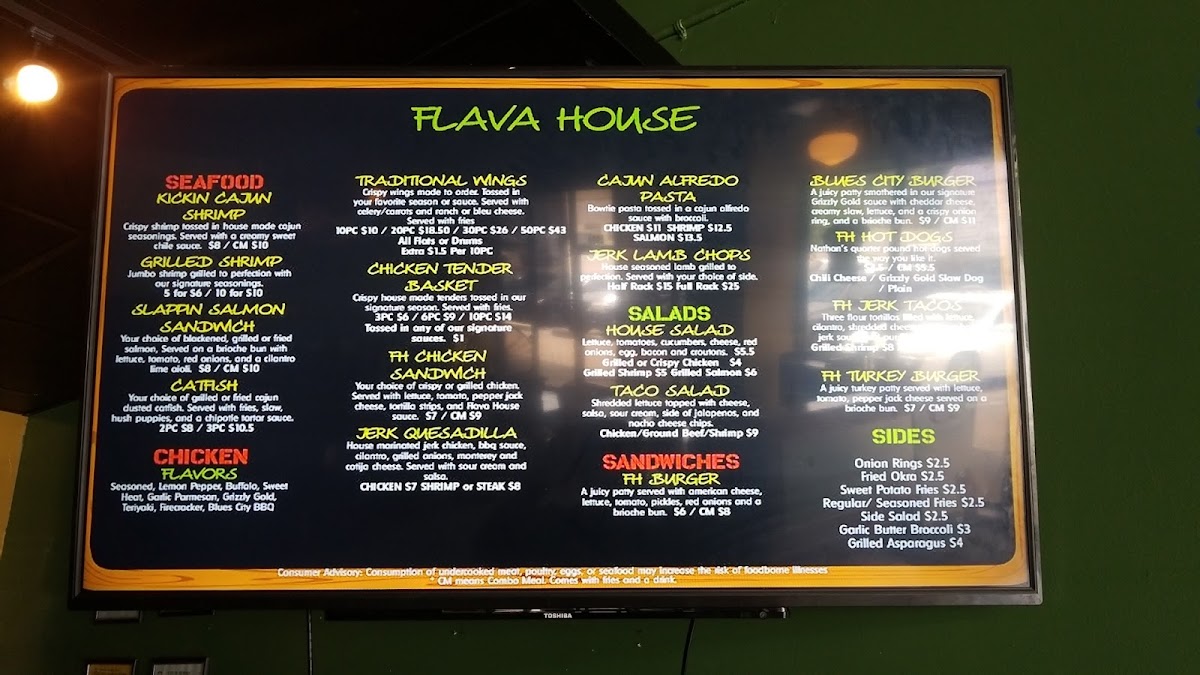 FLAVA HOUSE
SEAFOOD
KICKIN CAJUN
SHRIMP
Crispy shrimp tossed in house made cajun
seasonings. Served with a creamy sweet
chile sauce. $8 / CM $10
GRILLED SHRIMP
Jumbo shrimp grilled to perfection with
our signature seasonings.
5 for $6 / 10 for $10
SLAPPIN SALMON
SANDWICH
Your choice of blackened, grilled or fried
salmon, Served on a brioche bun with
lettuce, tomato, red onions, and a cilantro
lime aioli. $8 / CM $10
CATFISH
Your choice of grilled or fried cajun
dusted catfish. Served with fries, slaw,
hush puppies, and a chipotle tartar sauce.
2PC $8 / 3PC $10.5
CHICKEN
FLAVORS
Seasoned, Lemon Pepper, Buffalo, Sweet
Heat, Garlic Parmesan, Grizzly Gold,
Teriyaki, Firecracker, Blues City BBQ
TRADITIONAL WINGS
Crispy wings made to order. Tossed in
your favorite season or sauce. Served with
celery/carrots and ranch or bleu cheese.
Served with fries
10PC $10 / 20PC $18.50 / 30PC $26 / 50PC $43
All Flats or Drums
Extra $1.5 Per 10PC
CHICKEN TENDER
BASKET
Crispy house made tenders tossed in our
signature season. Served with fries.
3PC $6 / 6PC $9 / 10PC $14
Tossed in any of our signature
sauces. $1
FH CHICKEN
SANDWICH
Your choice of crispy or grilled chicken.
Served with lettuce, tomato, pepper jack
cheese, tortilla strips, and Flava House
sauce. $7 / CM $9
JERK QUESADILLA
House marinated jerk chicken, bbq sauce,
cilantro, grilled onions, monterey and
cotija cheese. Served with sour cream and
salsa.
CHICKEN $7 SHRIMP or STEAK $8
CAJUN ALFREDO
PASTA
Bowtie pasta tossed in a cajun alfredo
sauce with broccoli.
CHICKEN $11 SHRIMP $12.5
SALMON $13.5
JERK LAMB CHOPS
House seasoned lamb grilled to
perfection. Served with your choice of side.
Half Rack $15 Full Rack $25
SALADS
HOUSE SALAD
Lettuce, tomatoes, cucumbers, cheese, red
onions, egg, bacon and croutons. $5.5
Grilled or Crispy Chicken $4
Grilled Shrimp $5 Grilled Salmon $6
TACO SALAD
Shredded lettuce topped with cheese,
salsa, sour cream, side of jalapenos, and
nacho cheese chips.
Chicken/Ground Beef/Shrimp $9
SANDWICHES
FH BURGER
A juicy patty served with american cheese,
lettuce, tomato, pickles, red onions and a
brioche bun. $6 / CM $8
BLUES CITY BURGER
A juicy patty smothered in our signature
Grizzly Gold sauce with cheddar cheese,
creamy slaw, lettuce, and a crispy onion
ring, and a brioche bun. $9 / CM $11
FH HOT DOGS
Nathan's quarter pound hot dogs served
the way you like it.
/ CM $5.5
Chili Cheese / Grizzly Gold Slaw Dog
/ Plain
FH JERK TACOS
Three flour tortillas filled with lettuce,
cilantro, shredded
jerk
Grilled Shrimp $8
FH TURKEY BURGER
A juicy turkey patty served with lettuce,
tomato, pepper jack cheese served on a
brioche bun. $7 / CM $9
SIDES
Onion Rings $2.5
Fried Okra $2.5
Sweet Potato Fries $2.5
Regular/ Seasoned Fries $2.5
Side Salad $2.5
Garlic Butter Broccoli $3
Grilled Asparagus $4
Consumer Advisory: Consumption of undercooked meat, poultry, eggs, or seafood may increase the risk of foodborne illnesses
* CM means Combo Meal. Comes with fries and a drink.
TOSHIBA